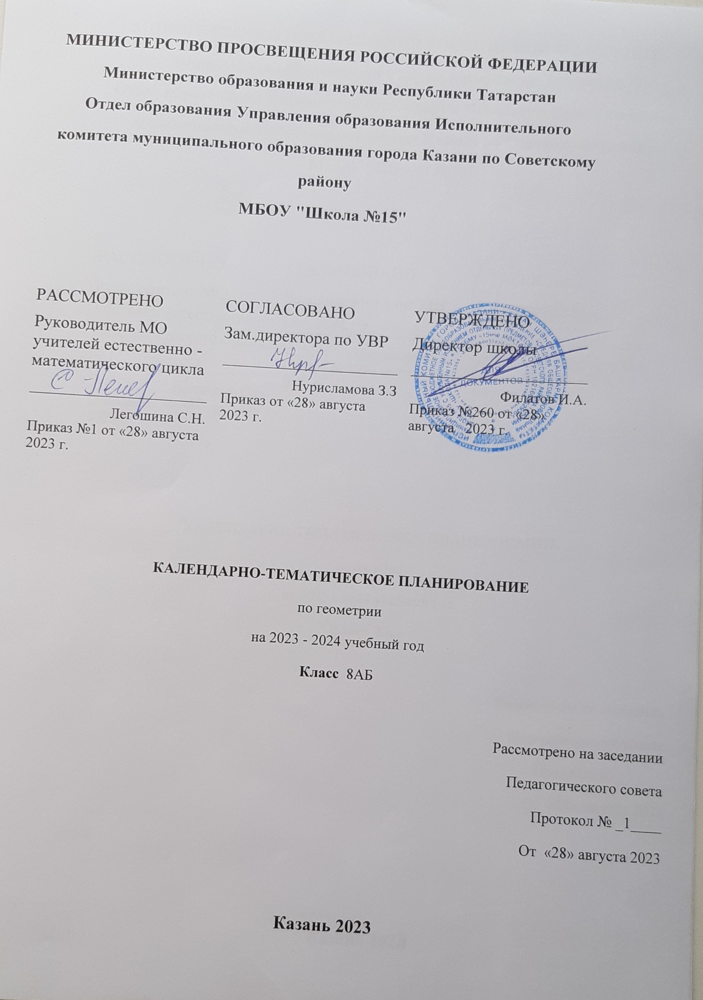 МИНИСТЕРСТВО ПРОСВЕЩЕНИЯ РОССИЙСКОЙ ФЕДЕРАЦИИ
Министерство образования и науки Республики Татарстан
Отдел образования Управления образования Исполнительного
комитета муниципального образования города Казани по Советскому
району
МБОУ "Школа №15"
РАССМОТРЕНО
Руководитель МО
учителей естественно -
математического цикла
Легошина С.Н.
Приказ №1 от «28» августа
2023 г.
СОГЛАСОВАНО
Зам.директора по УВР
Нурисламова З.З
Приказ от «28» августа
2023 г.
УТВЕРЖДЕНО
Директор школы
ДЛЯ
ДОКУМЕНТОВ
Филатов И.А.
Приказ №260 от «28»
августа 2023 г.
КАЛЕНДАРНО-ТЕМАТИЧЕСКОЕ ПЛАНИРОВАНИЕ
по геометрии
на 2023 - 2024 учебный год
Класс 8АБ
Рассмотрено на заседании
Педагогического совета
Протокол № _1____
От «28» августа 2023
Казань 2023